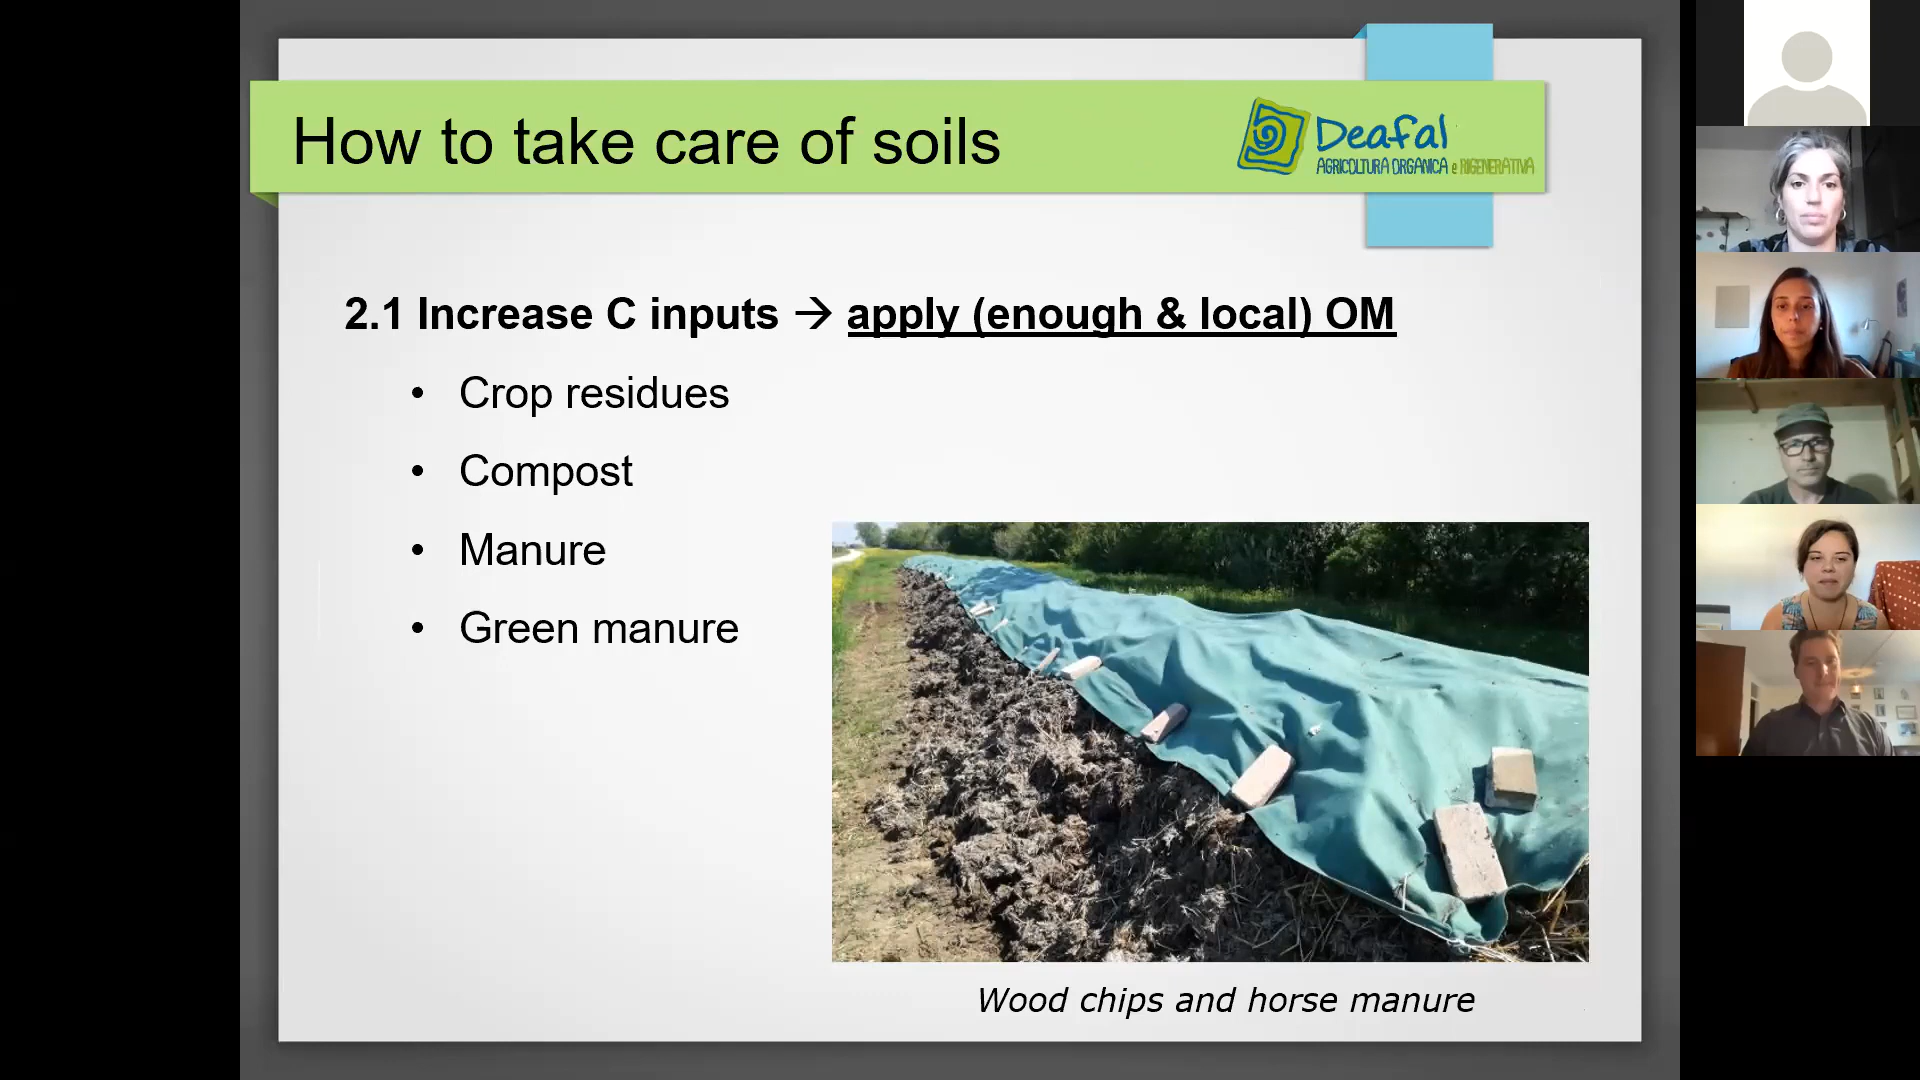 How to take care of soils
Deafal
AGRICOLTURA ORGANICA e RIGENERATIVA
2.1 Increase C inputs → apply (enough & local) OM
• Crop residues
• Compost
• Manure
• Green manure
Wood chips and horse manure